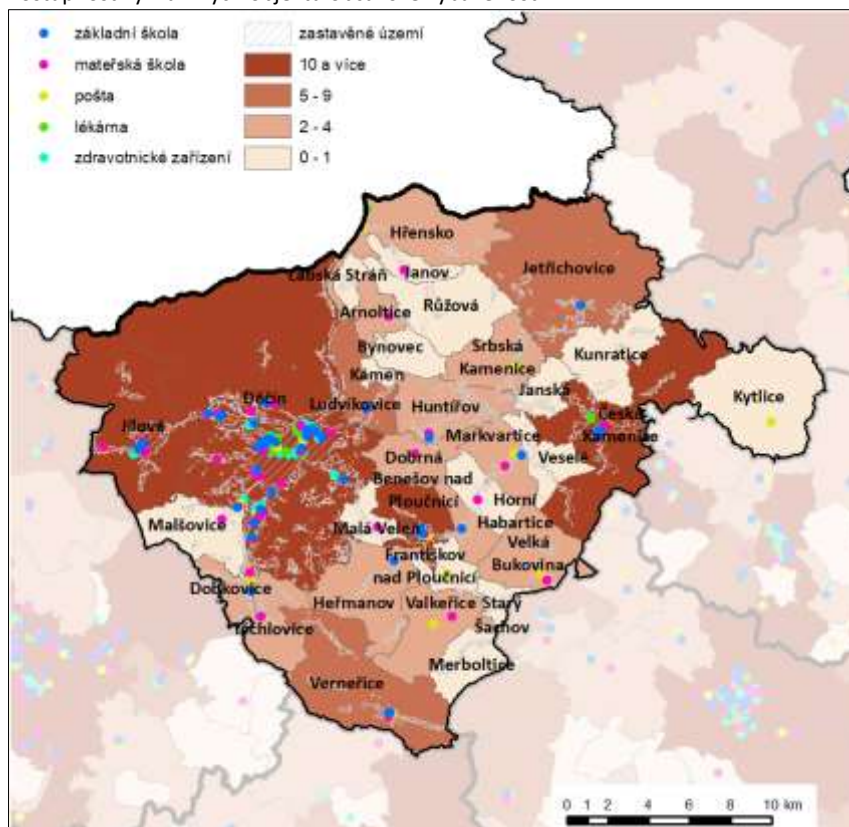 základní škola
mateřská škola
pošta
lékárna
zdravotnické zařízení
zastavěné území
10 a více
5 - 9
2 - 4
0 - 1
Hřensko
Jetřichovice
Labská Stráň
Janov
Růžová
Arnoltice
Bynovec
Srbská
Kamenice
Kunratice
Kámen
Janská
Kytlice
Děčín
Ludvíkovice
Huntířov
Česká
Kamenice
Jílové
Markvartice
Dobrná
Veselé
Benešov nad
Ploučnicí
Horní
Habartice
Malšovice
Malá Veleň
Velká
Bukovina
Františkov
nad Ploučnicí
Dobkovice
Heřmanov
Valkeřice
Starý
Šachov
Těchlovice
Merboltice
Verneřice
0 1 2 4 6 8 10 km